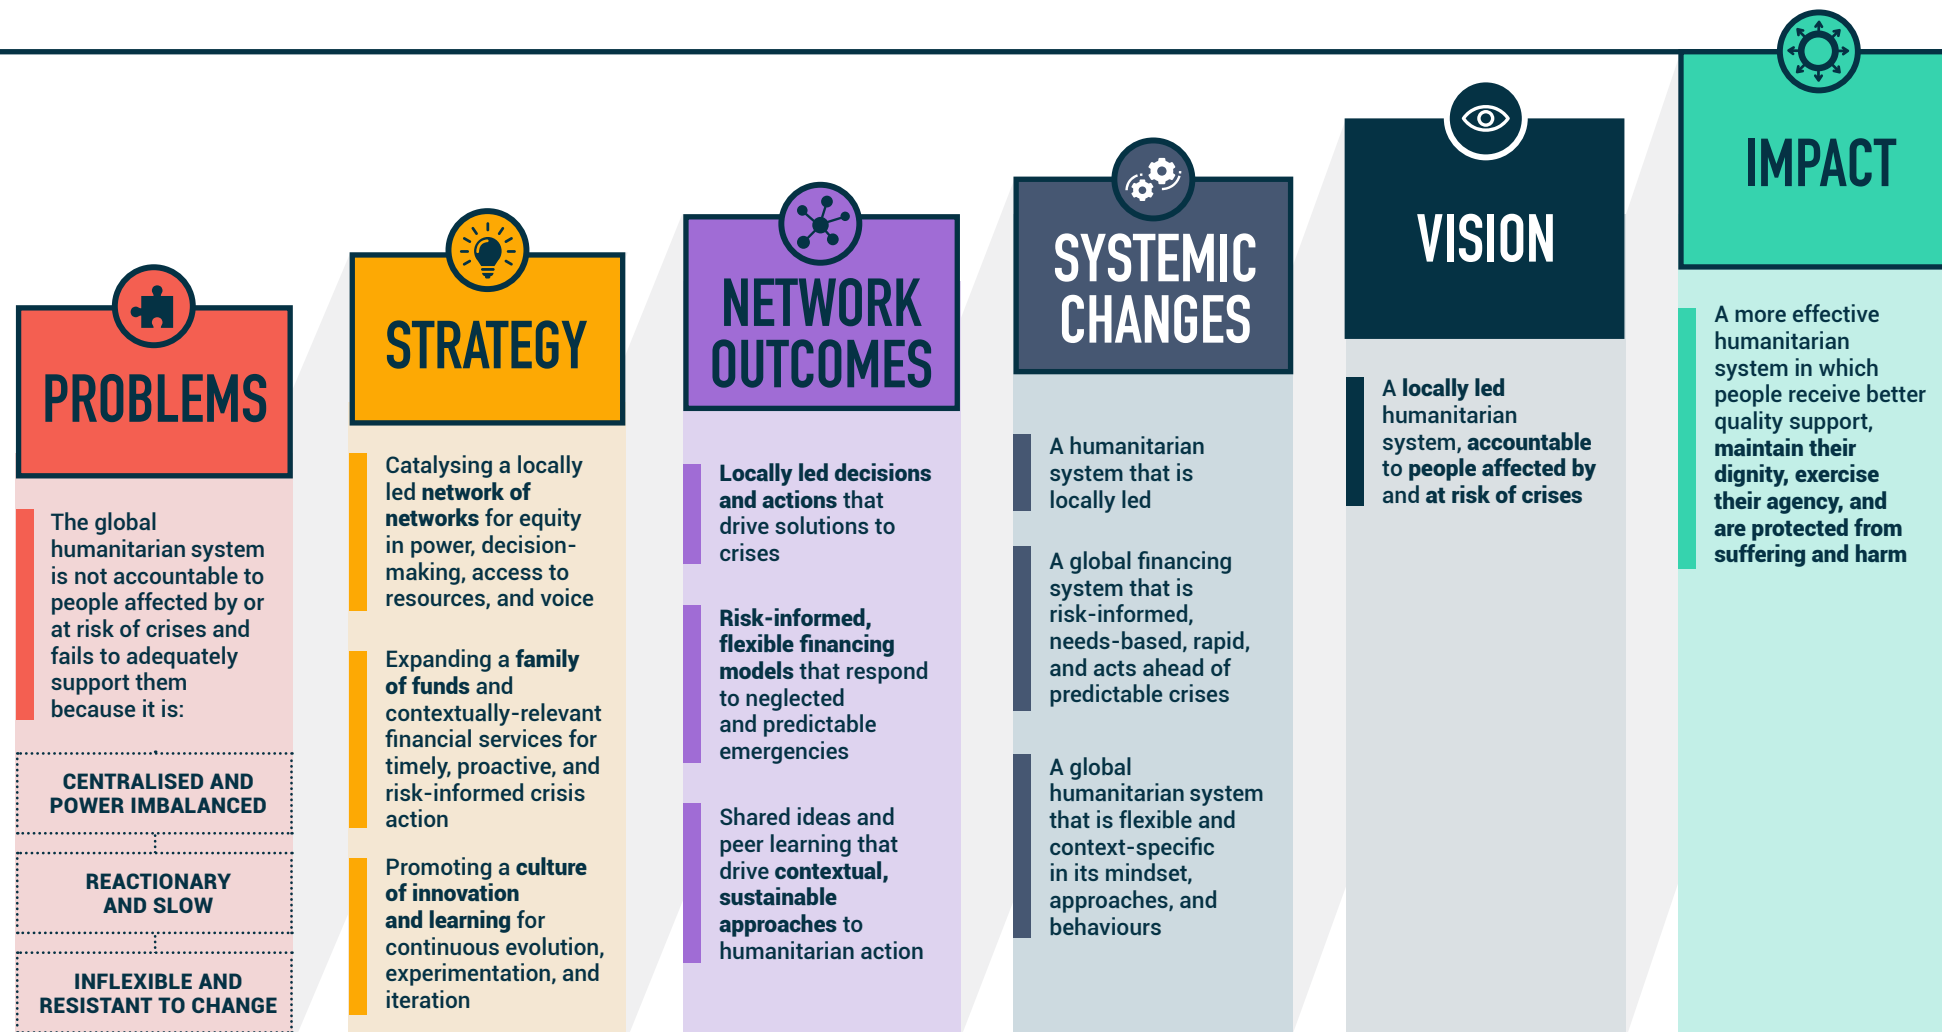 PROBLEMS
The global
humanitarian system
is not accountable to
people affected by or
at risk of crises and
fails to adequately
support them
because it is:
CENTRALISED AND
POWER IMBALANCED
REACTIONARY
AND SLOW
INFLEXIBLE AND
RESISTANT TO CHANGE
STRATEGY
Catalysing a locally
led network of
networks for equity
in power, decision-
making, access to
resources, and voice
Expanding a family
of funds and
contextually-relevant
financial services for
timely, proactive, and
risk-informed crisis
action
Promoting a culture
of innovation
and learning for
continuous evolution,
experimentation, and
iteration
NETWORK
OUTCOMES
Locally led decisions
and actions that
drive solutions to
crises
Risk-informed,
flexible financing
models that respond
to neglected
and predictable
emergencies
Shared ideas and
peer learning that
drive contextual,
sustainable
approaches to
humanitarian action
SYSTEMIC
CHANGES
A humanitarian
system that is
locally led
A global financing
system that is
risk-informed,
needs-based, rapid,
and acts ahead of
predictable crises
A global
humanitarian system
that is flexible and
context-specific
in its mindset,
approaches, and
behaviours
VISION
A locally led
humanitarian
system, accountable
to people affected by
and at risk of crises
IMPACT
A more effective
humanitarian
system in which
people receive better
quality support,
maintain their
dignity, exercise
their agency, and
are protected from
suffering and harm